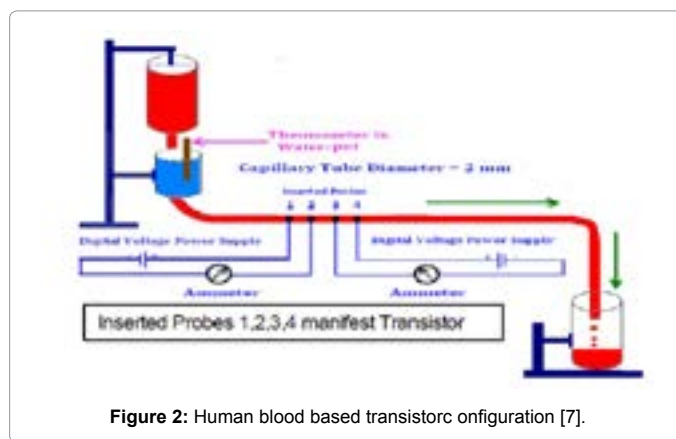 Thermometer in
Water-pot
Capillary Tube Diameter = 2 mm
Inserted Probes
1 2 3 4
Digital Voltage Power Supply
Digital Voltage Power Supply
Ammeter
Ammeter
Inserted Probes 1,2,3,4 manifest Transistor
Figure 2: Human blood based transistorc onfiguration [7].